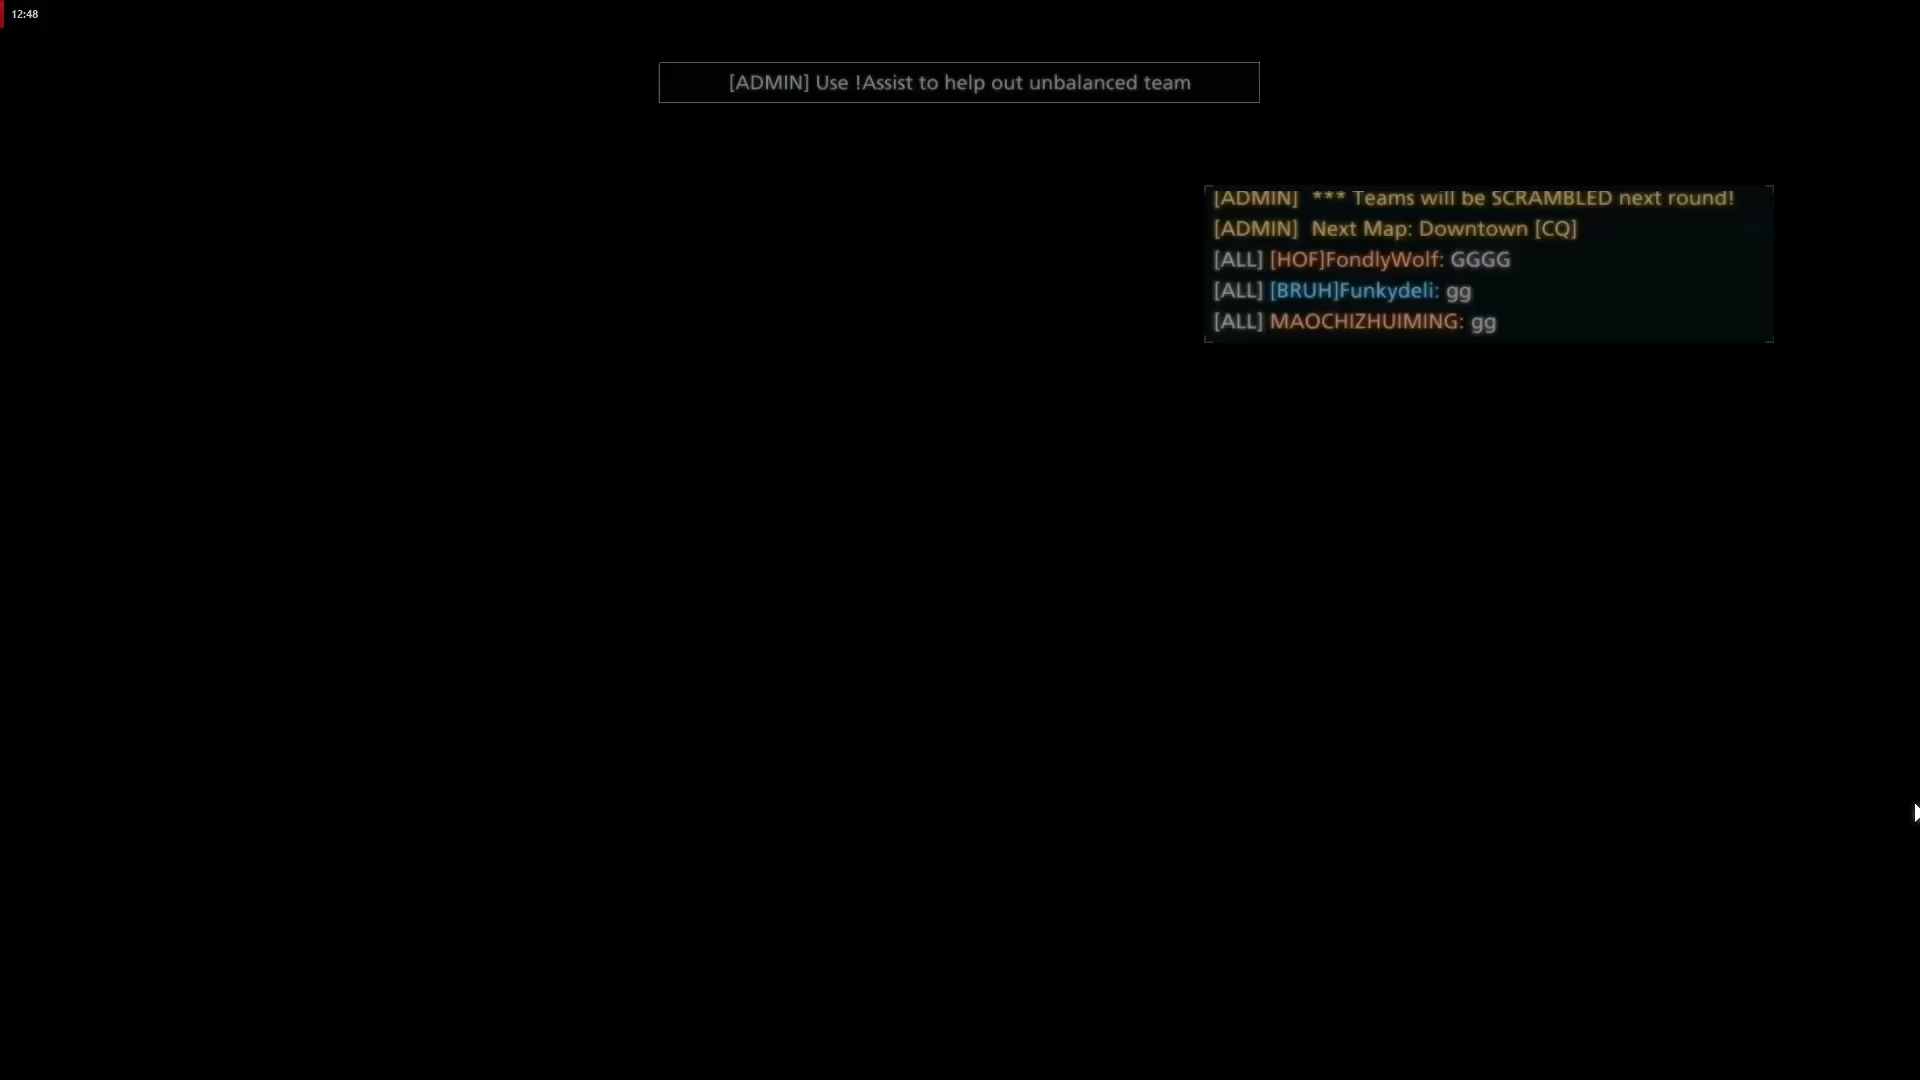 12:48
[ADMIN] Use !Assist to help out unbalanced team
[ADMIN] *** Teams will be SCRAMBLED next round!
[ADMIN] Next Map: Downtown [CQ]
[ALL] [HOF]FondlyWolf: GGGG
[ALL] [BRUH]Funkydeli: gg
[ALL] MAOCHIZHUIMING: gg